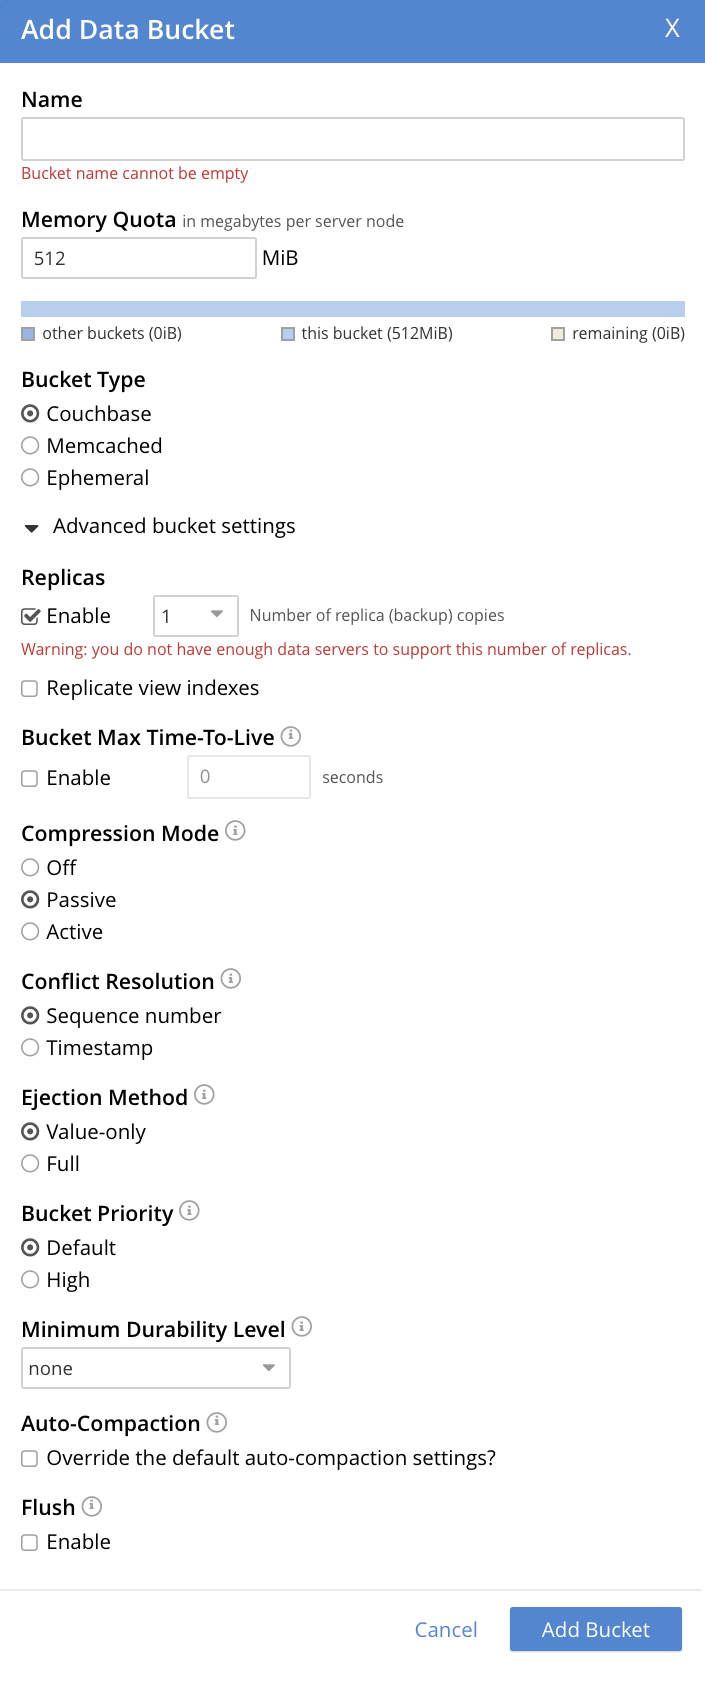 Add Data Bucket X
Name
Bucket name cannot be empty
Memory Quota in megabytes per server node
512 MiB
other buckets (0iB) this bucket (512MiB) remaining (0iB)
Bucket Type
Couchbase
Memcached
Ephemeral
Advanced bucket settings
Replicas
Enable 1 Number of replica (backup) copies
Warning: you do not have enough data servers to support this number of replicas.
Replicate view indexes
Bucket Max Time-To-Live
Enable 0 seconds
Compression Mode
Off
Passive
Active
Conflict Resolution
Sequence number
Timestamp
Ejection Method
Value-only
Full
Bucket Priority
Default
High
Minimum Durability Level
none
Auto-Compaction
Override the default auto-compaction settings?
Flush
Enable
Cancel Add Bucket